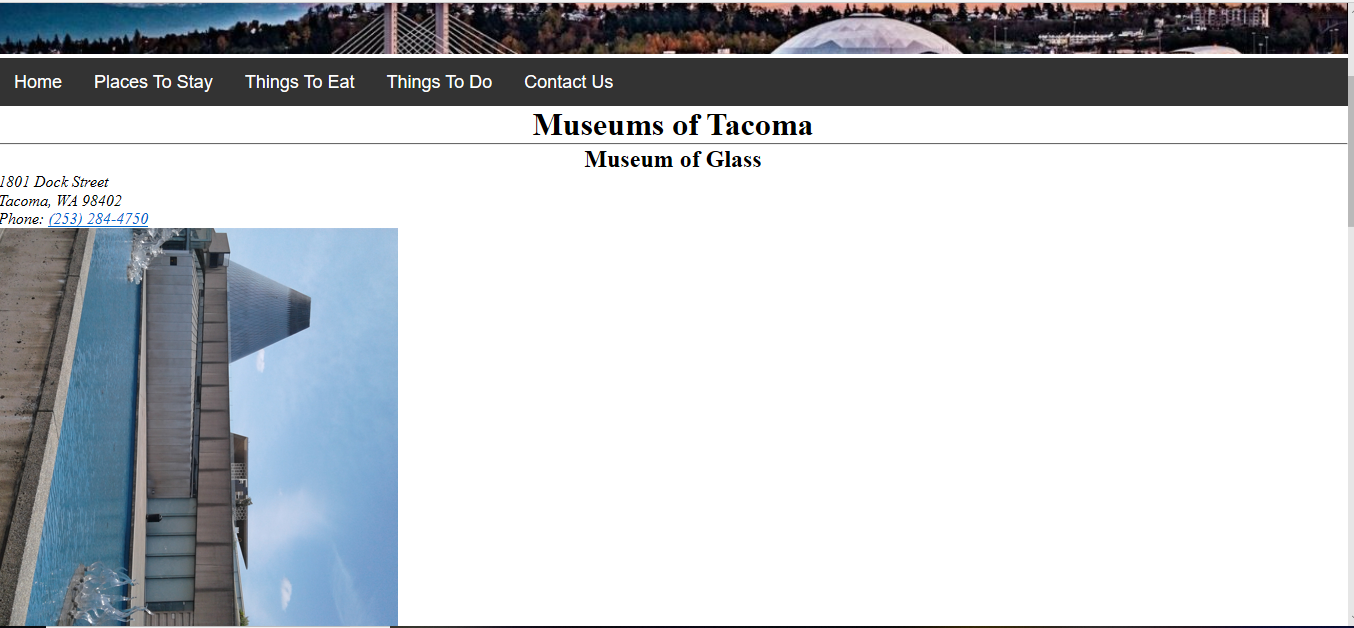 Home Places To Stay Things To Eat Things To Do Contact Us
Museums of Tacoma
Museum of Glass
1801 Dock Street
Tacoma, WA 98402
Phone: (253) 284-4750